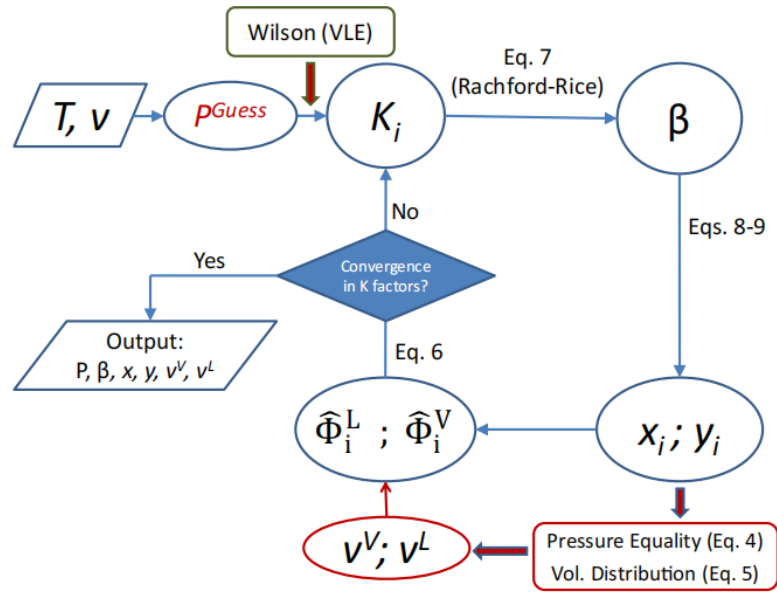 Wilson (VLE)
Eq. 7
(Rachford-Rice)
T, v
P^Guess
K_i
β
No
Eqs. 8-9
Yes
Convergence
in K factors?
Output:
P, β, x, y, v^V, v^L
Eq. 6
Φ̂_i^L ; Φ̂_i^V
x_i ; y_i
v^V; v^L
Pressure Equality (Eq. 4)
Vol. Distribution (Eq. 5)